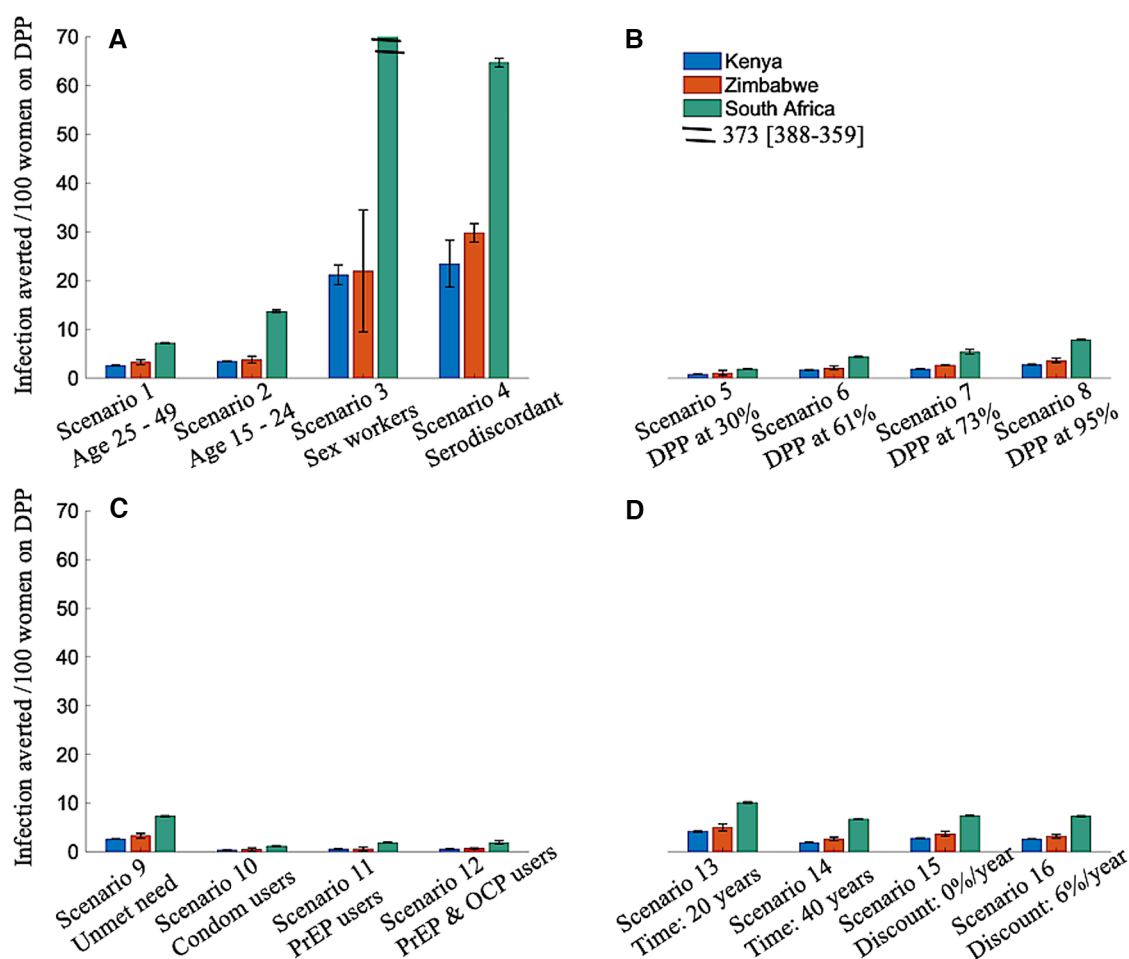 A
Infection averted /100 women on DPP
70
60
50
40
30
20
10
0
Scenario 1
Age 25 - 49
Scenario 2
Age 15 - 24
Scenario 3
Sex workers
Scenario 4
Serodiscordant
B
Kenya
Zimbabwe
South Africa
373 [388-359]
Scenario 5
DPP at 30%
Scenario 6
DPP at 61%
Scenario 7
DPP at 73%
Scenario 8
DPP at 95%
C
Infection averted /100 women on DPP
70
60
50
40
30
20
10
0
Scenario 9
Unmet need
Scenario 10
Condom users
Scenario 11
PrEP users
Scenario 12
PrEP & OCP users
D
Scenario 13
Time: 20 years
Scenario 14
Time: 40 years
Scenario 15
Discount: 0%/year
Scenario 16
Discount: 6%/year